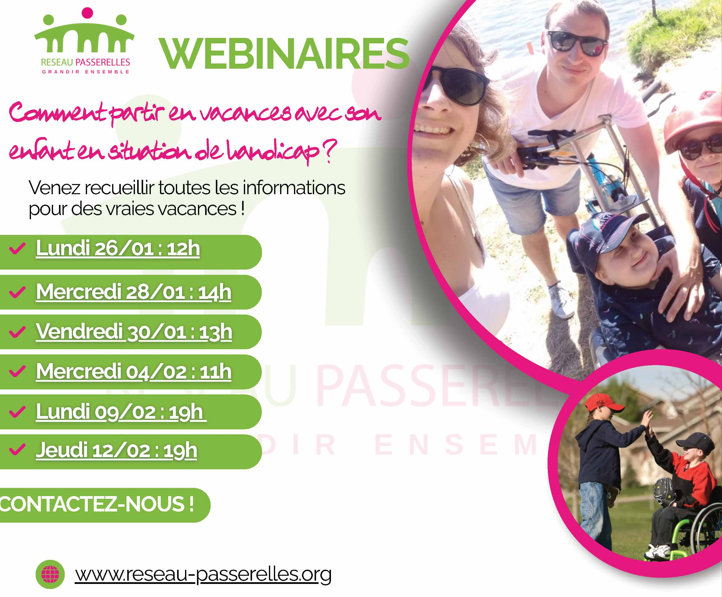 RESEAU PASSERELLES
GRANDIR ENSEMBLE
WEBINAIRES
Comment partir en vacances avec son
enfant en situation de handicap ?
Venez recueillir toutes les informations
pour des vraies vacances !
Lundi 26/01 : 12h
Mercredi 28/01 : 14h
Vendredi 30/01 : 13h
Mercredi 04/02 : 11h
Lundi 09/02 : 19h
Jeudi 12/02 : 19h
CONTACTEZ-NOUS !
www.reseau-passerelles.org